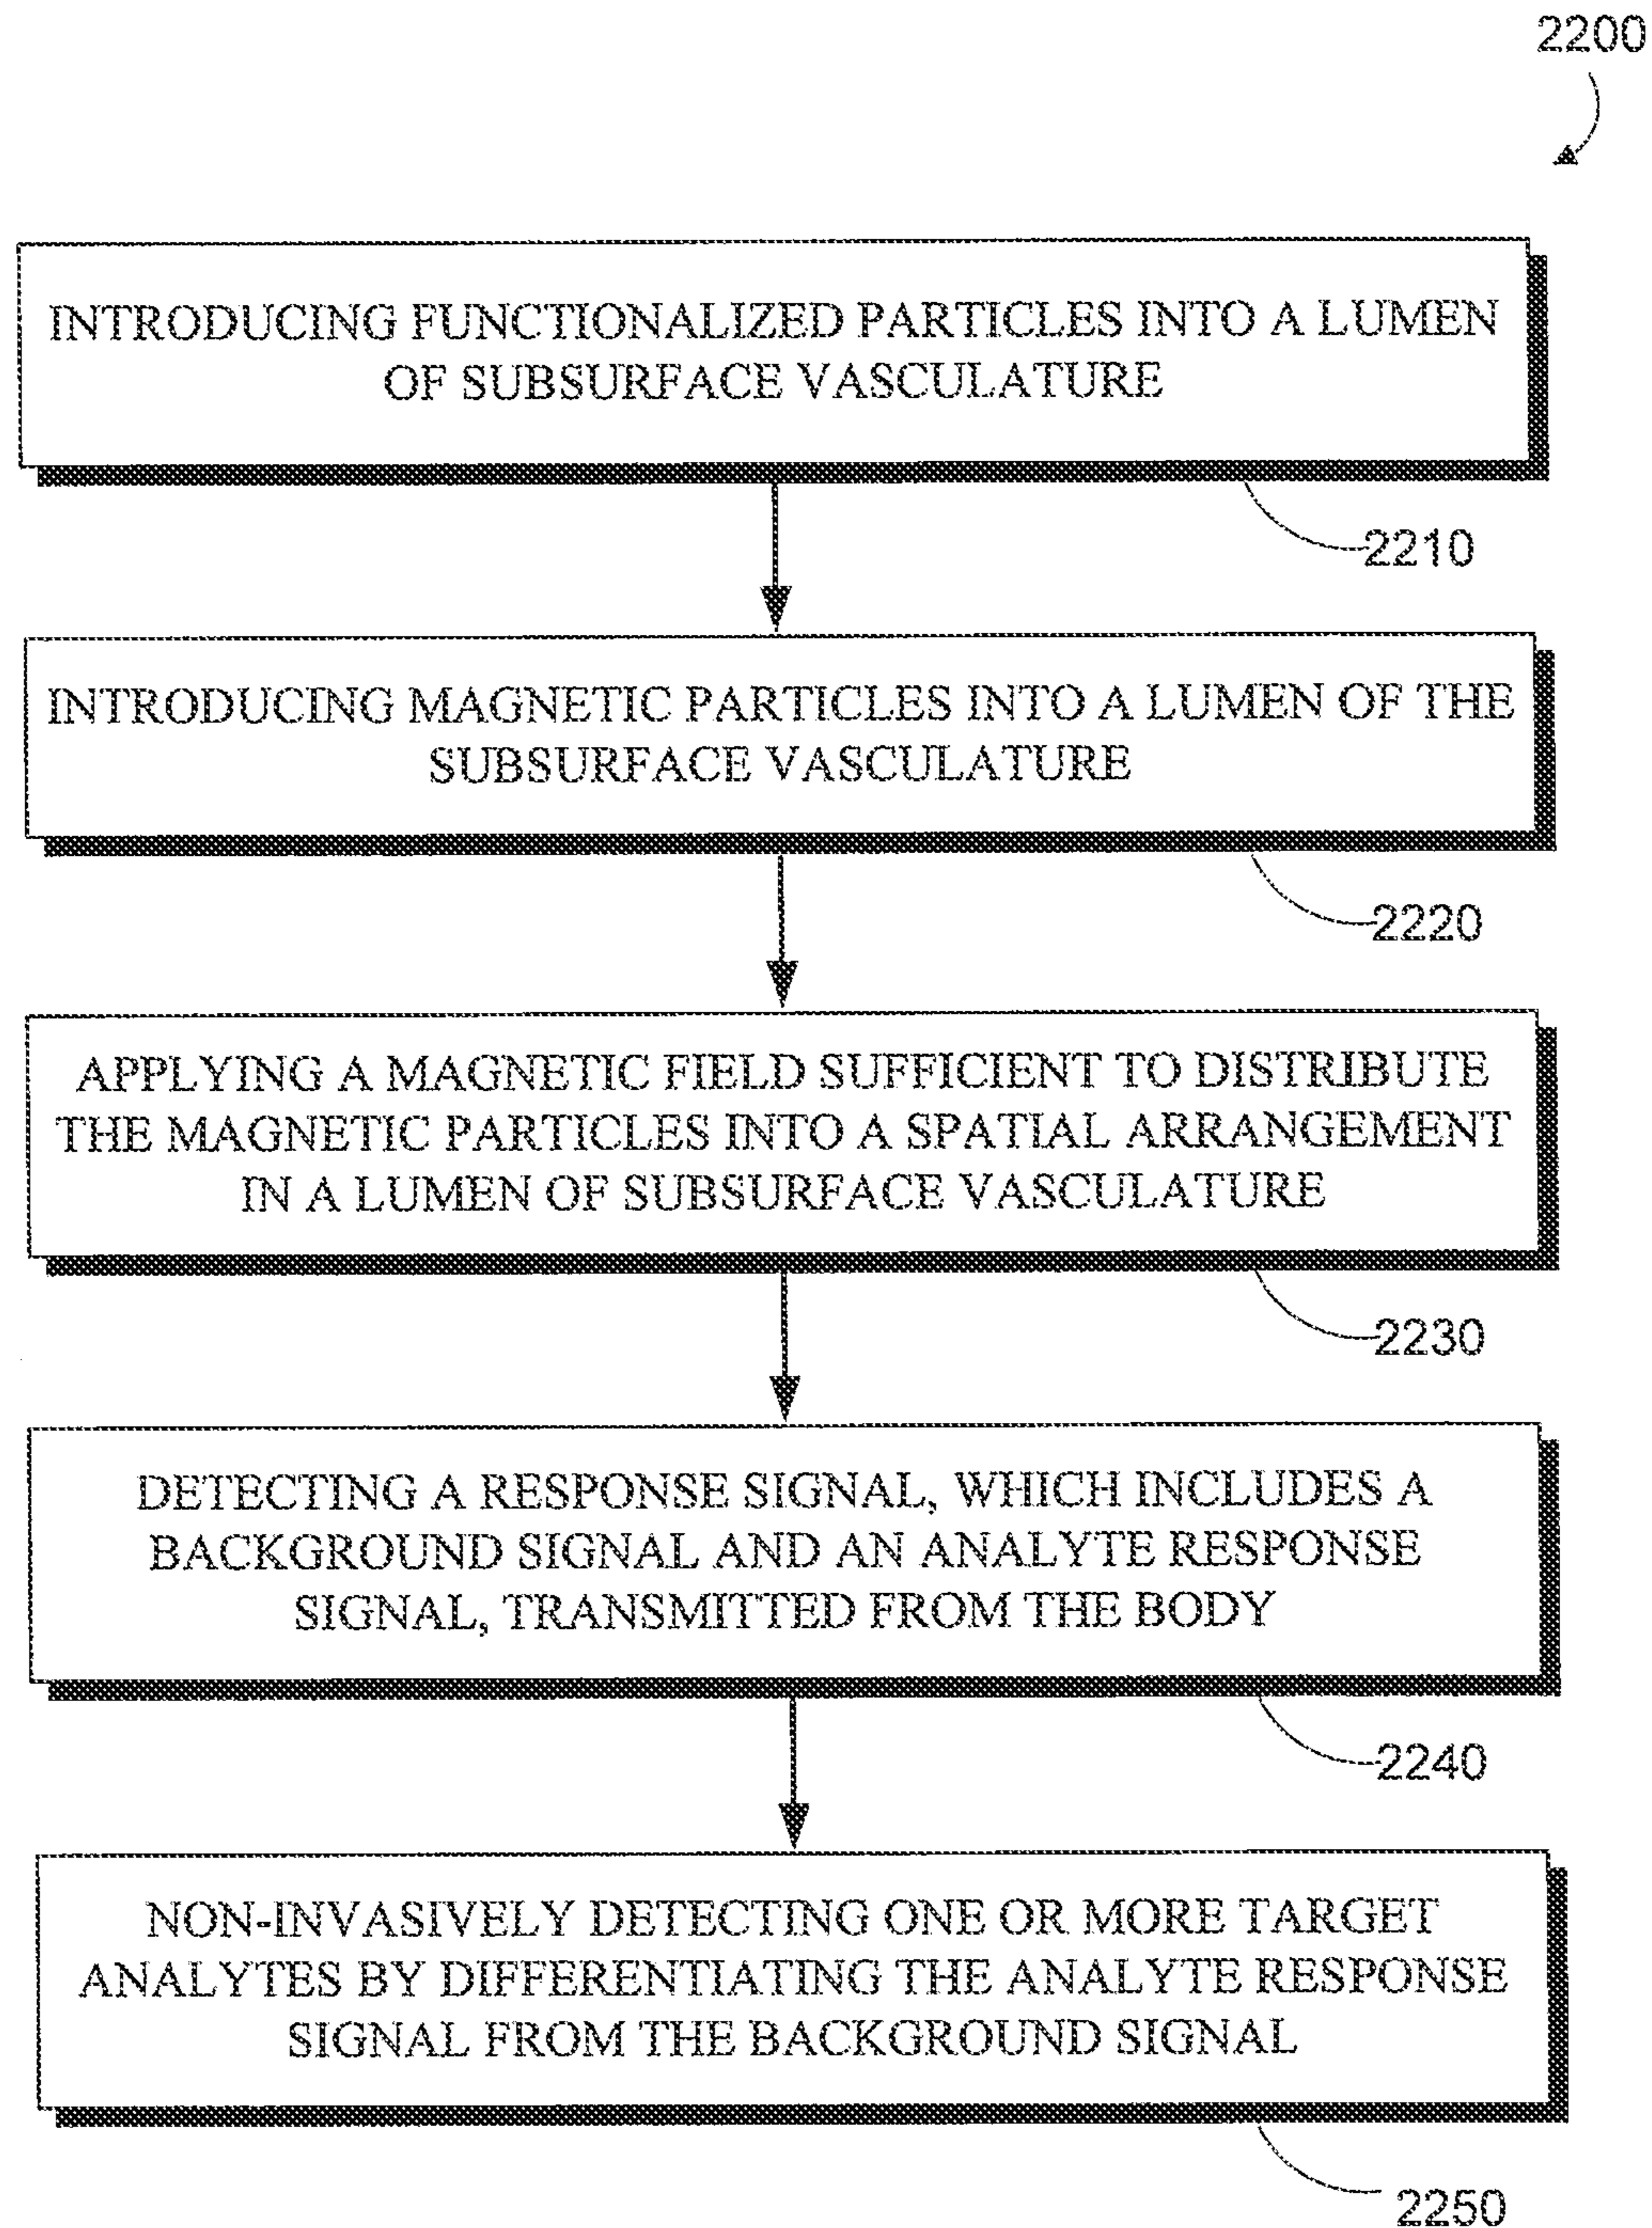 2200
INTRODUCING FUNCTIONALIZED PARTICLES INTO A LUMEN
OF SUBSURFACE VASCULATURE
2210
INTRODUCING MAGNETIC PARTICLES INTO A LUMEN OF THE
SUBSURFACE VASCULATURE
2220
APPLYING A MAGNETIC FIELD SUFFICIENT TO DISTRIBUTE
THE MAGNETIC PARTICLES INTO A SPATIAL ARRANGEMENT
IN A LUMEN OF SUBSURFACE VASCULATURE
2230
DETECTING A RESPONSE SIGNAL, WHICH INCLUDES A
BACKGROUND SIGNAL AND AN ANALYTE RESPONSE
SIGNAL, TRANSMITTED FROM THE BODY
2240
NON-INVASIVELY DETECTING ONE OR MORE TARGET
ANALYTES BY DIFFERENTIATING THE ANALYTE RESPONSE
SIGNAL FROM THE BACKGROUND SIGNAL
2250